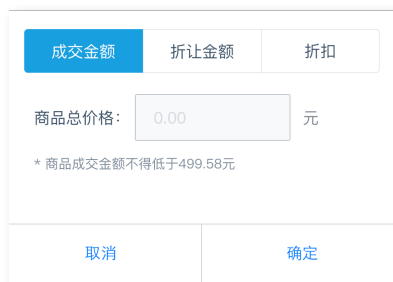 成交金额 折让金额 折扣
商品总价格： 0.00 元
* 商品成交金额不得低于499.58元
取消 确定